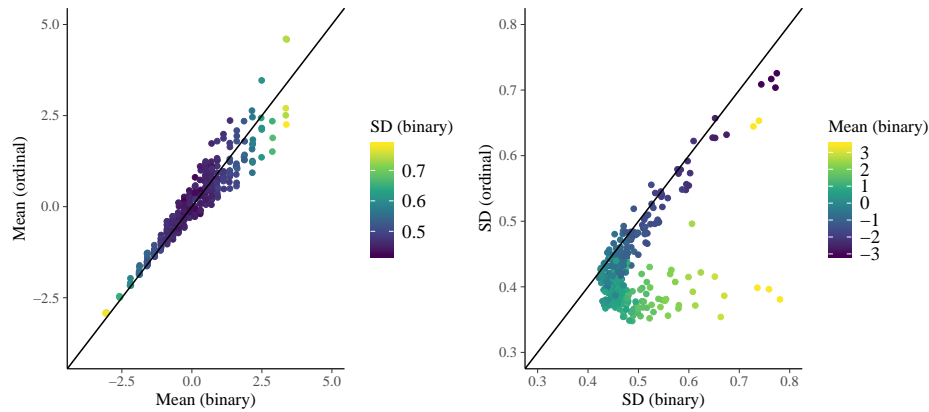 5.0
2.5
0.0
−2.5
Mean (ordinal)
−2.5 0.0 2.5 5.0
Mean (binary)
SD (binary)
0.7
0.6
0.5
0.8
0.7
0.6
0.5
0.4
0.3
SD (ordinal)
0.3 0.4 0.5 0.6 0.7 0.8
SD (binary)
Mean (binary)
3
2
1
0
−1
−2
−3